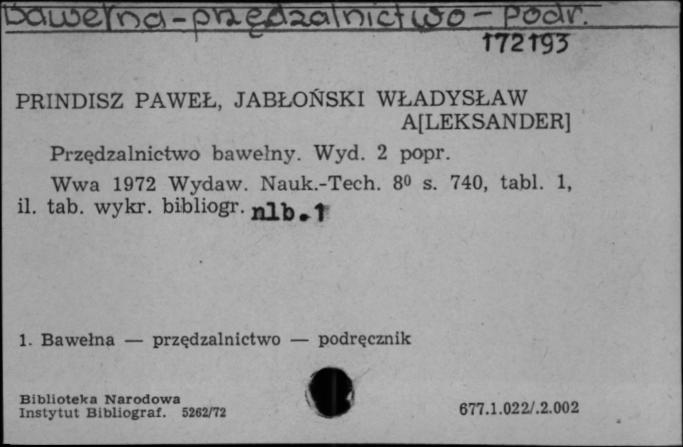 Bawełna - przędzalnictwo - podr.
172193
PRINDISZ PAWEŁ, JABŁOŃSKI WŁADYSŁAW
A[LEKSANDER]
Przędzalnictwo bawełny. Wyd. 2 popr.
Wwa 1972 Wydaw. Nauk.-Tech. 8⁰ s. 740, tabl. 1,
il. tab. wykr. bibliogr. nlb.1
1. Bawełna — przędzalnictwo — podręcznik
Biblioteka Narodowa
Instytut Bibliograf. 5262/72
677.1.022/.2.002